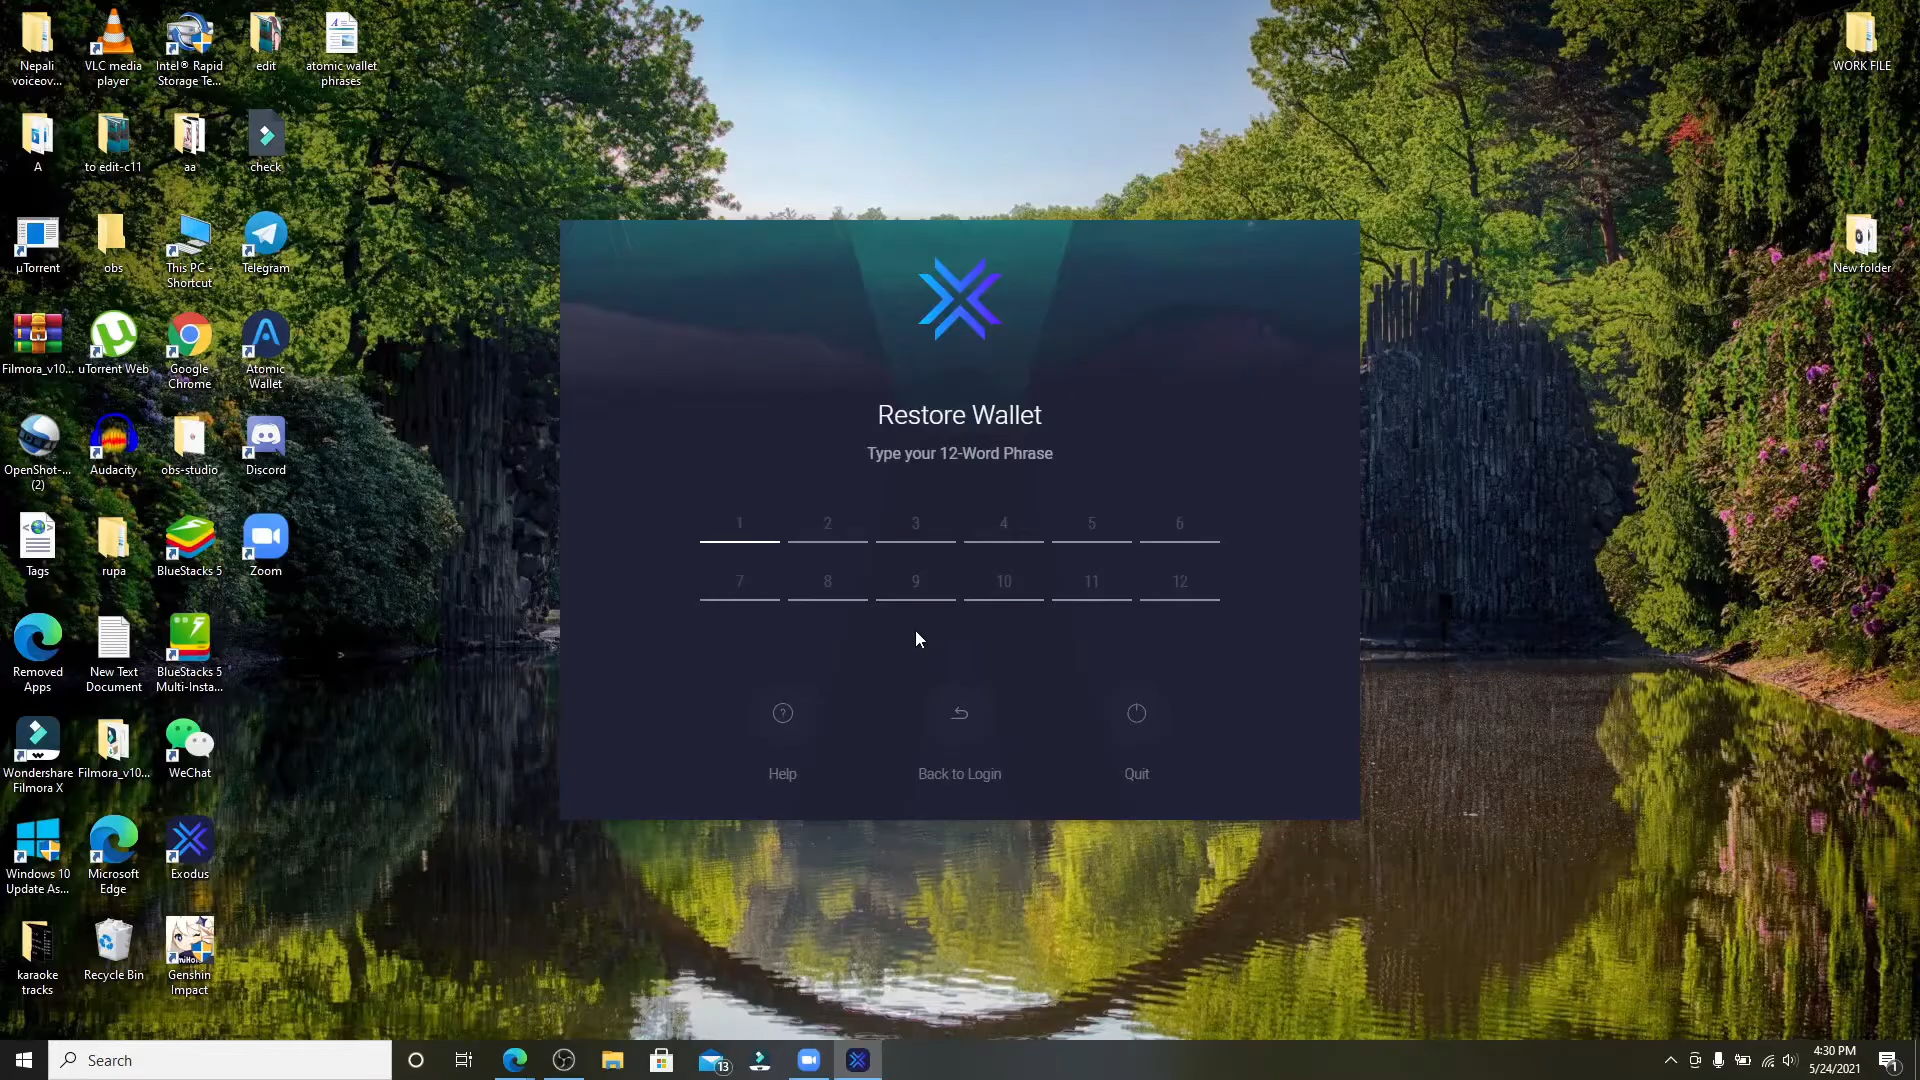 Nepali
voiceov...
VLC media
player
Intel® Rapid
Storage Te...
edit
atomic wallet
phrases
WORK FILE
A
to edit-c11
aa
check
µTorrent
obs
This PC -
Shortcut
Telegram
New folder
Filmora_v10...
uTorrent Web
Google
Chrome
Atomic
Wallet
OpenShot-...
(2)
Audacity
obs-studio
Discord
Tags
rupa
BlueStacks 5
Zoom
Removed
Apps
New Text
Document
BlueStacks 5
Multi-Insta...
Wondershare
Filmora X
Filmora_v10...
WeChat
Windows 10
Update As...
Microsoft
Edge
Exodus
karaoke
tracks
Recycle Bin
Genshin
Impact
Restore Wallet
Type your 12-Word Phrase
1 2 3 4 5 6
7 8 9 10 11 12
Help
Back to Login
Quit
Search
13
4:30 PM
5/24/2021
1